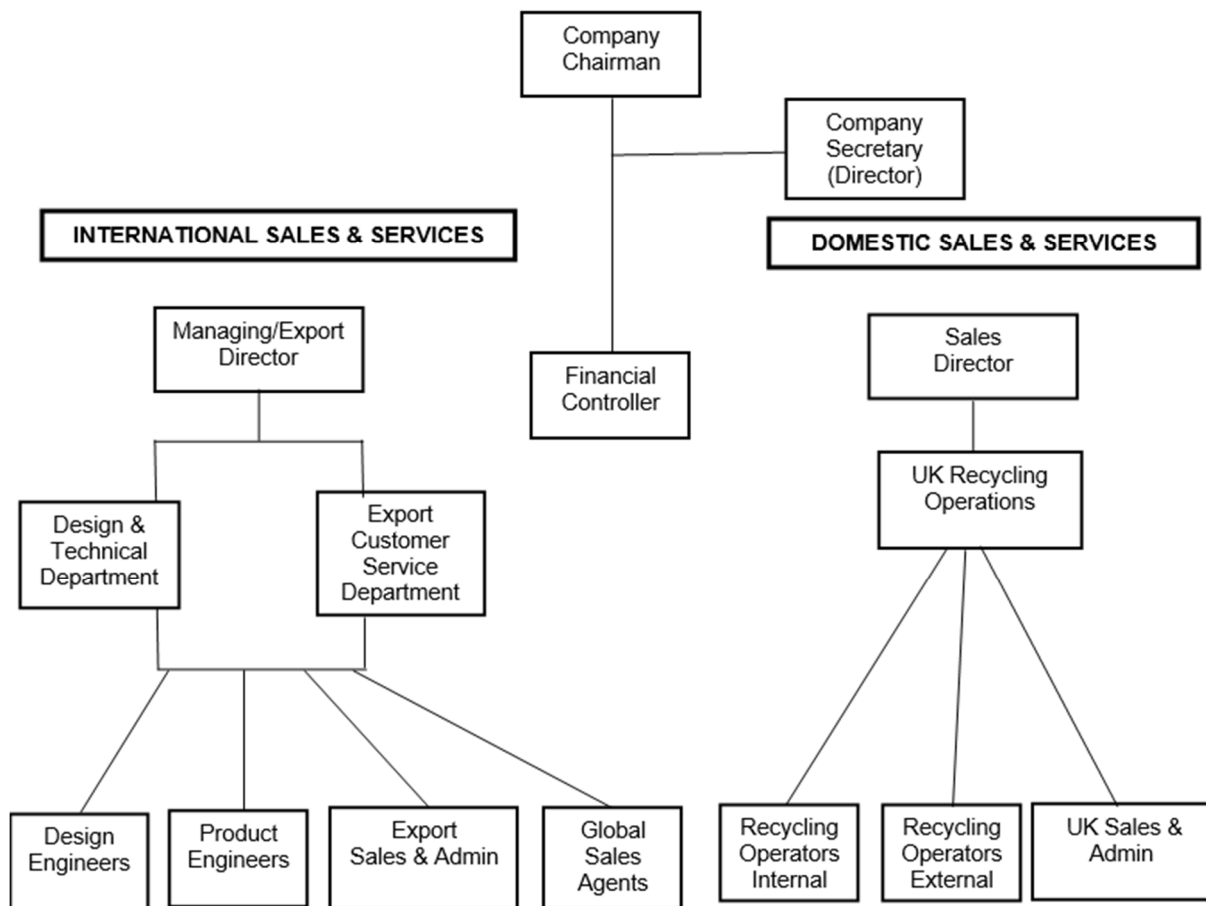 Company
Chairman
Company
Secretary
(Director)
INTERNATIONAL SALES & SERVICES
DOMESTIC SALES & SERVICES
Managing/Export
Director
Financial
Controller
Sales
Director
Design &
Technical
Department
Export
Customer
Service
Department
UK Recycling
Operations
Design
Engineers
Product
Engineers
Export
Sales & Admin
Global
Sales
Agents
Recycling
Operators
Internal
Recycling
Operators
External
UK Sales &
Admin